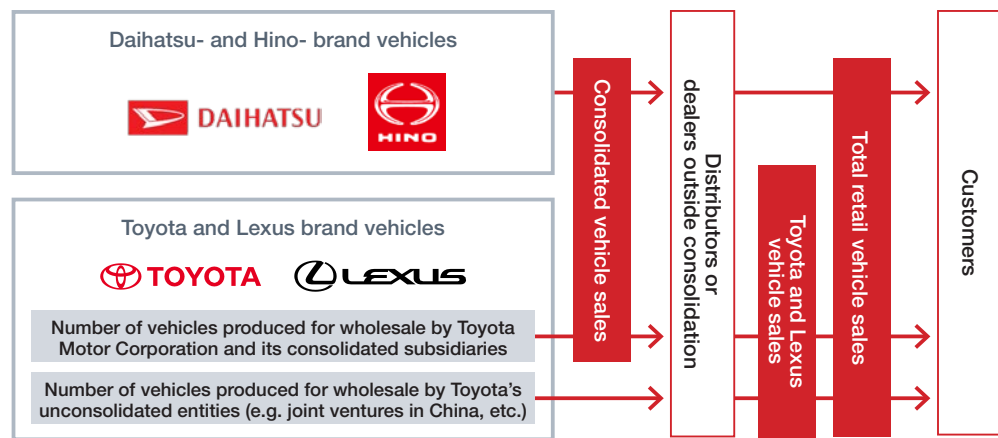 Daihatsu- and Hino- brand vehicles
DAIHATSU
HINO
Toyota and Lexus brand vehicles
TOYOTA
LEXUS
Number of vehicles produced for wholesale by Toyota
Motor Corporation and its consolidated subsidiaries
Number of vehicles produced for wholesale by Toyota’s
unconsolidated entities (e.g. joint ventures in China, etc.)
Consolidated vehicle sales
Distributors or
dealers outside consolidation
Toyota and Lexus
vehicle sales
Total retail vehicle sales
Customers